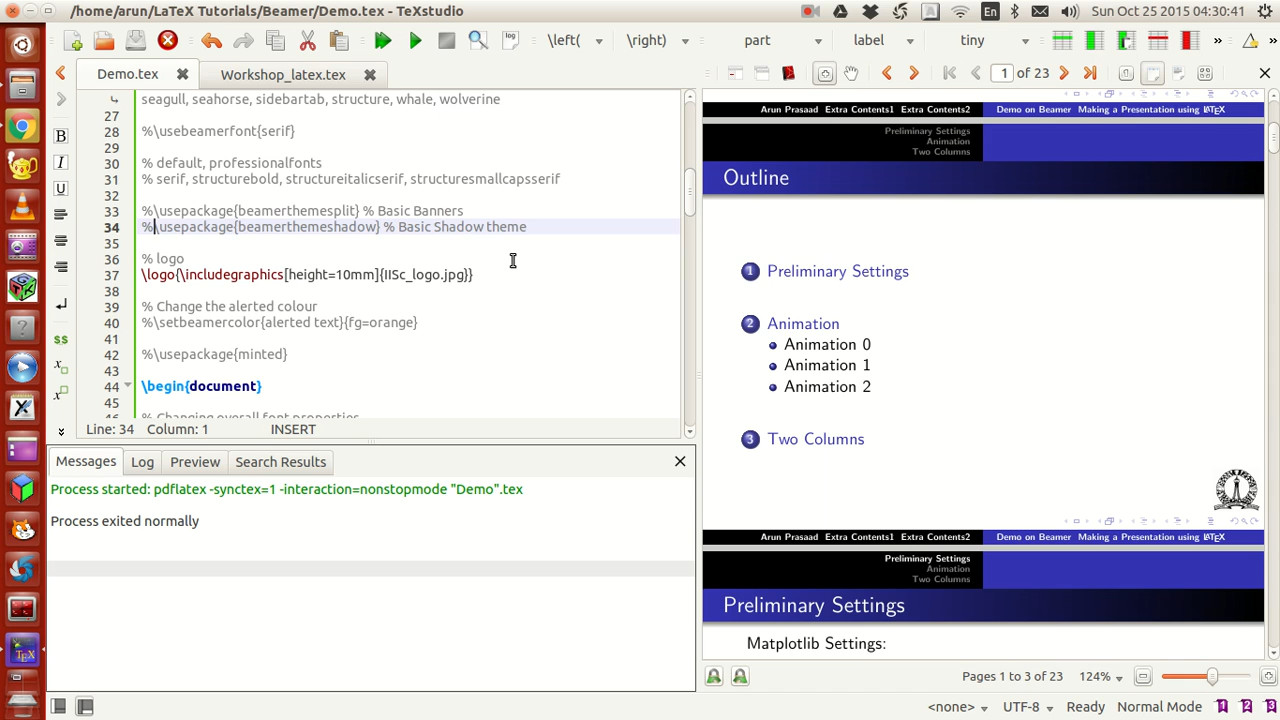 /home/arun/LaTeX Tutorials/Beamer/Demo.tex - TeXstudio
En
Sun Oct 25 2015 04:30:41
\left(
\right)
part
label
tiny
Demo.tex
Workshop_latex.tex
1 of 23
seagull, seahorse, sidebartab, structure, whale, wolverine
27
28 %\usebeamerfont{serif}
29
30 % default, professionalfonts
31 % serif, structurebold, structureitalicserif, structuresmallcapsserif
32
33 %\usepackage{beamerthemesplit} % Basic Banners
34 %\usepackage{beamerthemeshadow} % Basic Shadow theme
35
36 % logo
37 \logo{\includegraphics[height=10mm]{IISc_logo.jpg}}
38
39 % Change the alerted colour
40 %\setbeamercolor{alerted text}{fg=orange}
42 %\usepackage{minted}
43
44 \begin{document}
45
46 % Changing overall font properties
Line: 34 Column: 1 INSERT
Messages Log Preview Search Results
Process started: pdflatex -synctex=1 -interaction=nonstopmode "Demo".tex
Process exited normally
Arun Prasaad Extra Contents1 Extra Contents2 Demo on Beamer Making a Presentation using LATEX
Preliminary Settings
Animation
Two Columns
Outline
1 Preliminary Settings
2 Animation
Animation 0
Animation 1
Animation 2
3 Two Columns
Arun Prasaad Extra Contents1 Extra Contents2 Demo on Beamer Making a Presentation using LATEX
Preliminary Settings
Animation
Two Columns
Preliminary Settings
Matplotlib Settings:
Pages 1 to 3 of 23 124%
<none> UTF-8 Ready Normal Mode